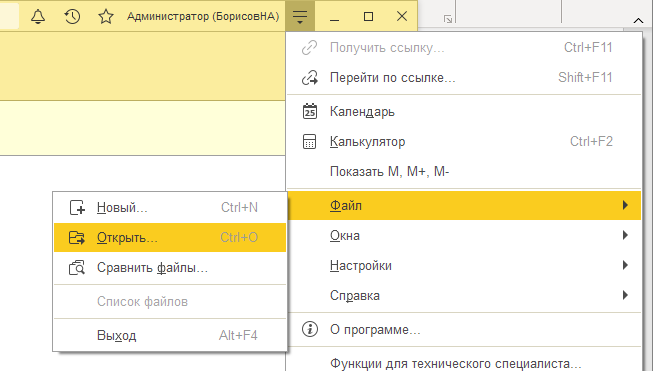 Администратор (БорисовНА)
Получить ссылку... Ctrl+F11
Перейти по ссылке... Shift+F11
25 Календарь
Калькулятор Ctrl+F2
Показать M, M+, M-
Файл
Окна
Настройки
Справка
О программе...
Функции для технического специалиста...
Новый... Ctrl+N
Открыть... Ctrl+O
Сравнить файлы...
Список файлов
Выход Alt+F4